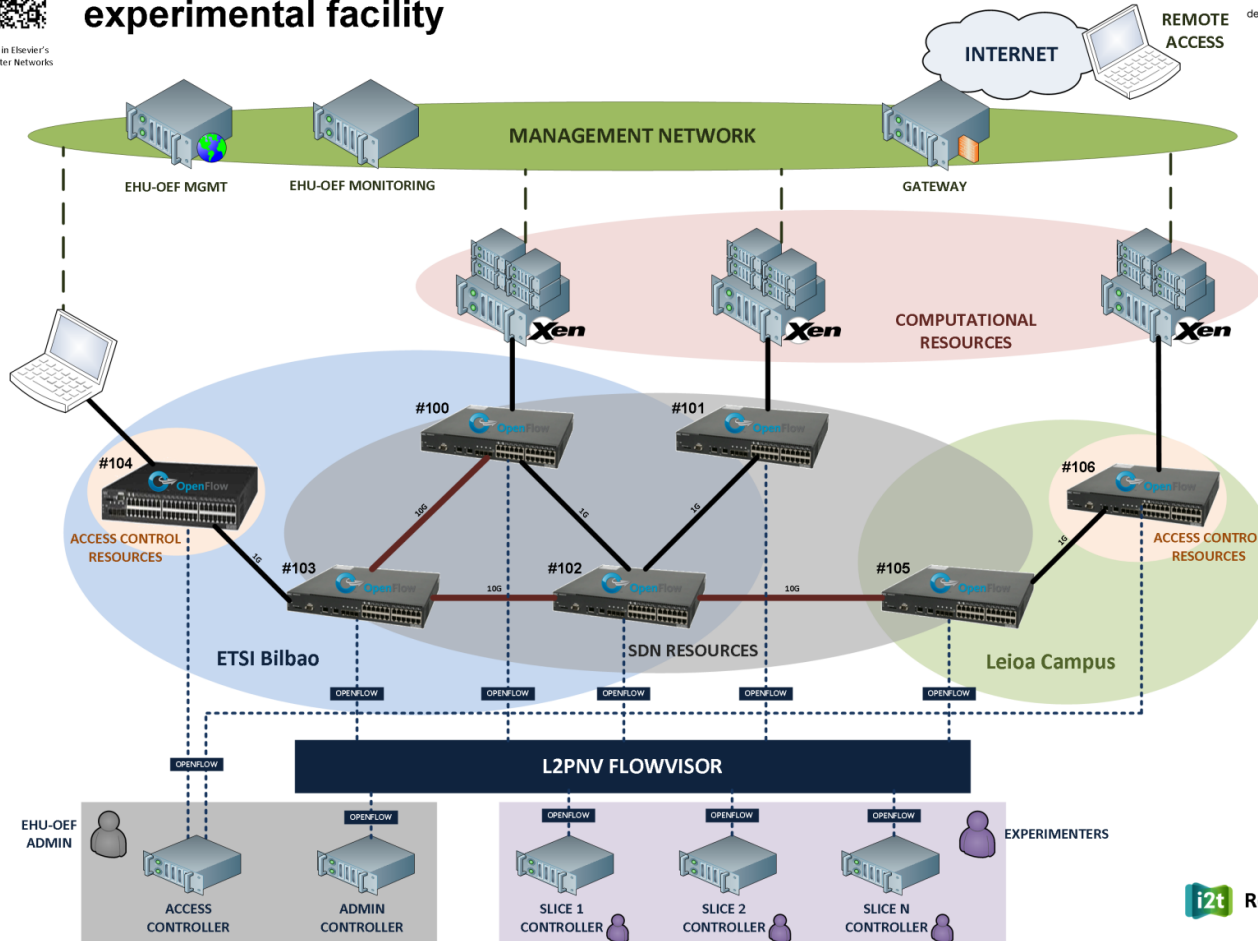 experimental facility
in Elsevier's
ter Networks
REMOTE
ACCESS
de
INTERNET
MANAGEMENT NETWORK
EHU-OEF MGMT
EHU-OEF MONITORING
GATEWAY
Xen
Xen
Xen
COMPUTATIONAL
RESOURCES
#100
OpenFlow
#101
OpenFlow
#104
OpenFlow
#106
OpenFlow
ACCESS CONTROL
RESOURCES
ACCESS CONTRO
RESOURCES
10G
1G
1G
1G
1G
#103
OpenFlow
#102
OpenFlow
#105
OpenFlow
10G
10G
ETSI Bilbao
SDN RESOURCES
Leioa Campus
OPENFLOW
OPENFLOW
OPENFLOW
OPENFLOW
OPENFLOW
OPENFLOW
L2PNV FLOWVISOR
EHU-OEF
ADMIN
OPENFLOW
OPENFLOW
OPENFLOW
OPENFLOW
EXPERIMENTERS
ACCESS
CONTROLLER
ADMIN
CONTROLLER
SLICE 1
CONTROLLER
SLICE 2
CONTROLLER
SLICE N
CONTROLLER
i2t R